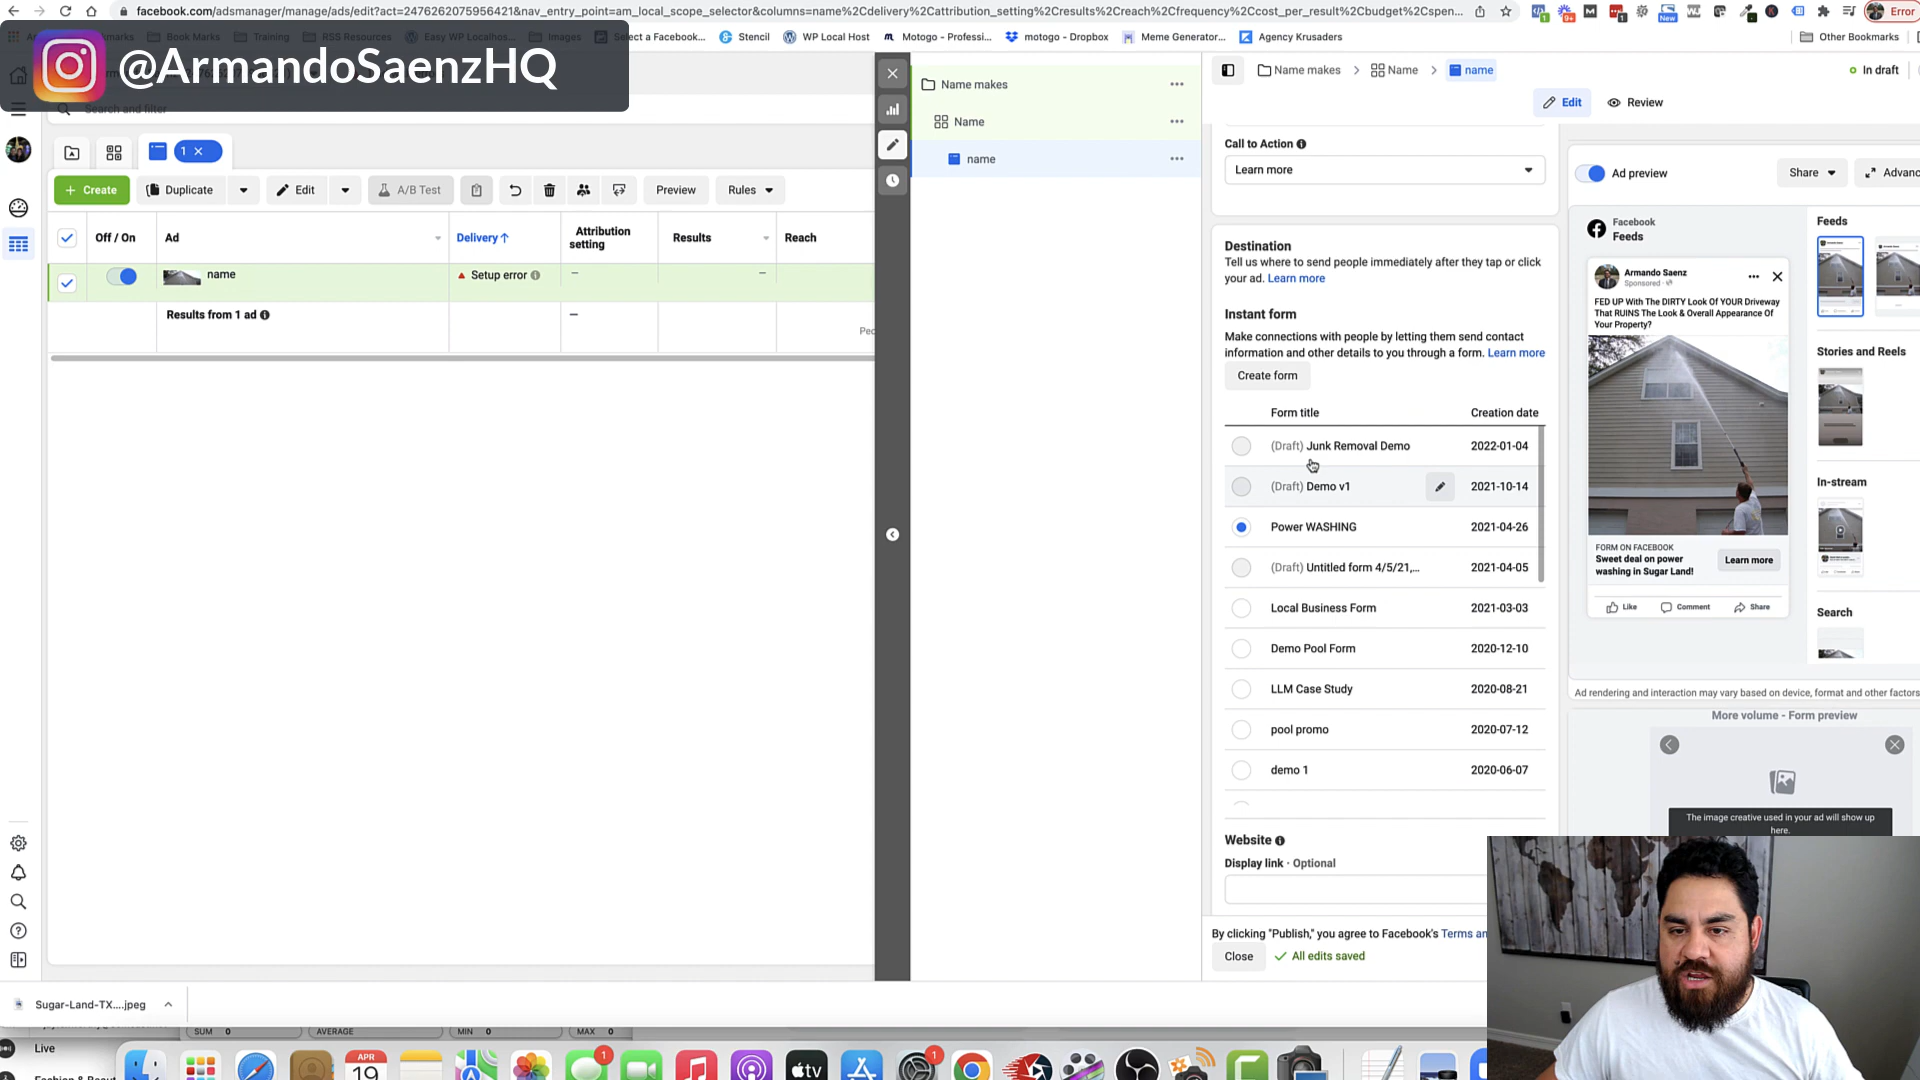 facebook.com/adsmanager/manage/ads/edit?act=2476262075956421&nav_entry_point=am_local_scope_selector&columns=name%2Cdelivery%2Cattribution_setting%2Cresults%2Creach%2Cfrequency%2Ccost_per_result%2Cbudget%2Cspen...
Error
Training
RSS Resources
Easy WP Localhos...
Images
Select a Facebook...
Stencil
WP Local Host
Motogo - Professi...
motogo - Dropbox
Meme Generator...
Agency Krusaders
Other Bookmarks
@ArmandoSaenzHQ
Search and filter
1
Create
Duplicate
Edit
A/B Test
Preview
Rules
Off / On
Ad
Delivery ↑
Attribution
setting
Results
Reach
name
Setup error
—
—
Results from 1 ad
—
Name makes
Name
name
Name makes
Name
name
In draft
Edit
Review
Call to Action
Learn more
Destination
Tell us where to send people immediately after they tap or click
your ad. Learn more
Instant form
Make connections with people by letting them send contact
information and other details to you through a form. Learn more
Create form
Form title
Creation date
(Draft) Junk Removal Demo
2022-01-04
(Draft) Demo v1
2021-10-14
Power WASHING
2021-04-26
(Draft) Untitled form 4/5/21,...
2021-04-05
Local Business Form
2021-03-03
Demo Pool Form
2020-12-10
LLM Case Study
2020-08-21
pool promo
2020-07-12
demo 1
2020-06-07
Website
Display link · Optional
By clicking "Publish," you agree to Facebook's Terms an
Close
All edits saved
Ad preview
Share
Advanc
Facebook
Feeds
Armando Saenz
Sponsored ·
FED UP With The DIRTY Look Of YOUR Driveway
That RUINS The Look & Overall Appearance Of
Your Property?
FORM ON FACEBOOK
Sweet deal on power
washing in Sugar Land!
Learn more
Like
Comment
Share
Feeds
Stories and Reels
In-stream
Search
Ad rendering and interaction may vary based on device, format and other factors
More volume - Form preview
The image creative used in your ad will show up
here.
Sugar-Land-TX....jpeg
SUM 0
AVERAGE
MIN 0
MAX 0
Live
APR
19
1
tv
1